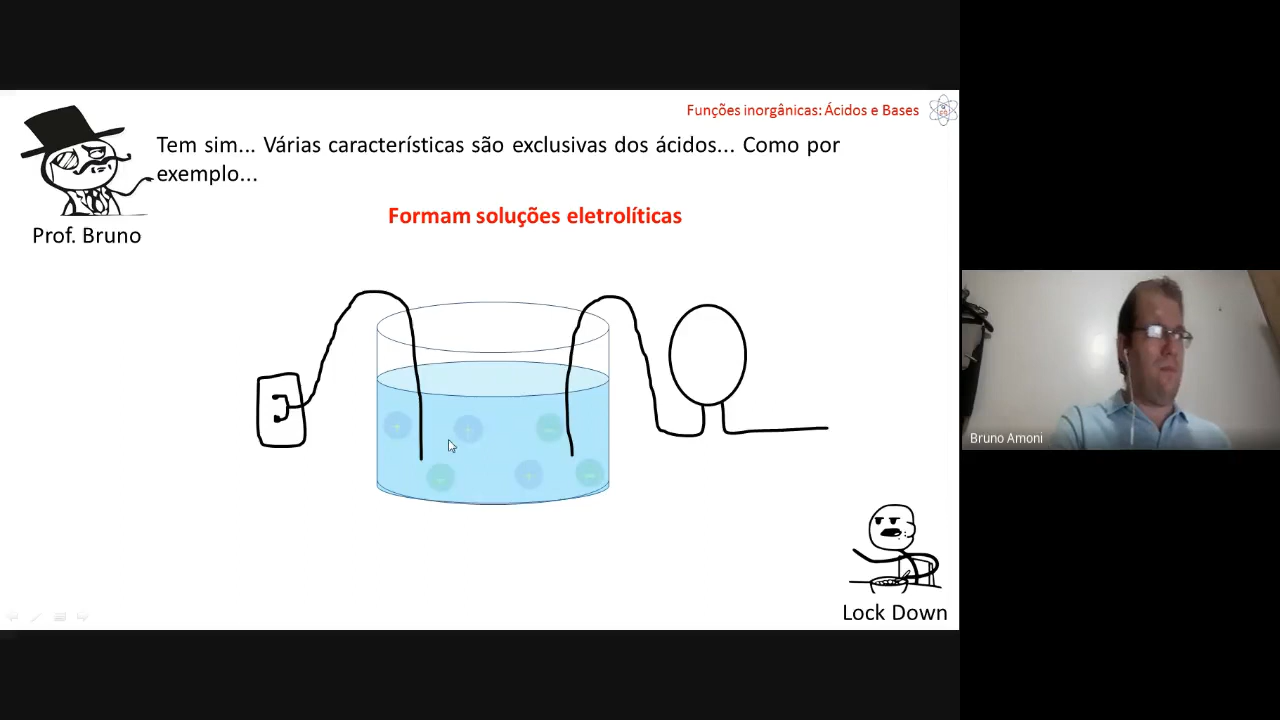 Funções inorgânicas: Ácidos e Bases
Tem sim... Várias características são exclusivas dos ácidos... Como por
exemplo...
Prof. Bruno
Formam soluções eletrolíticas
+
+
-
-
+
-
Bruno Amoni
Lock Down